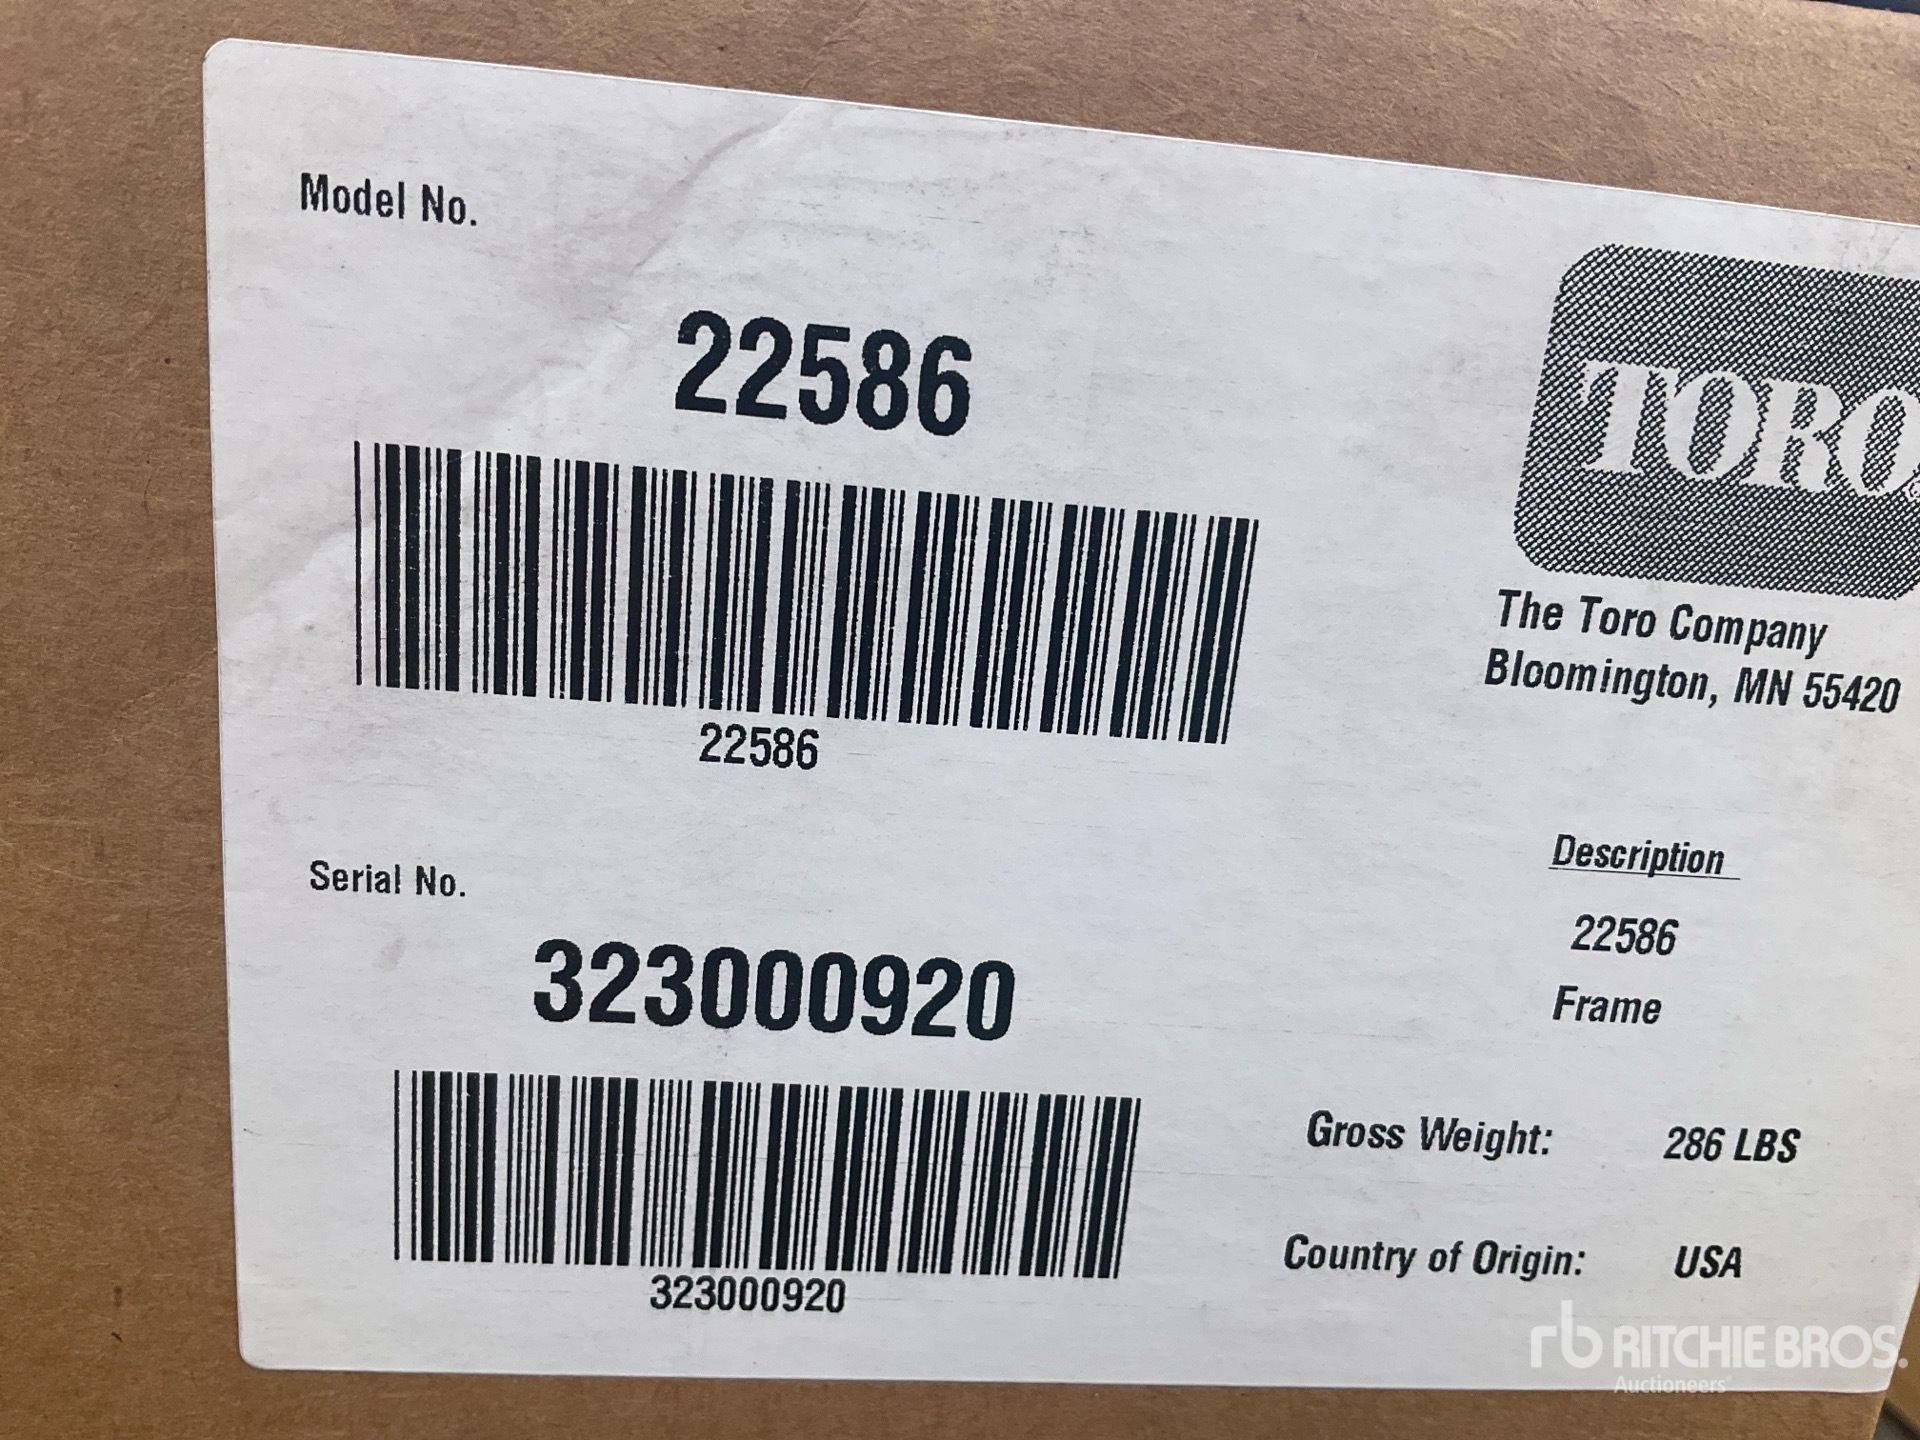 Model No.
22586
22586
Serial No.
323000920
323000920
TORO
The Toro Company
Bloomington, MN 55420
Description
22586
Frame
Gross Weight: 286 LBS
Country of Origin: USA
rb RITCHIE BROS.
Auctioneers